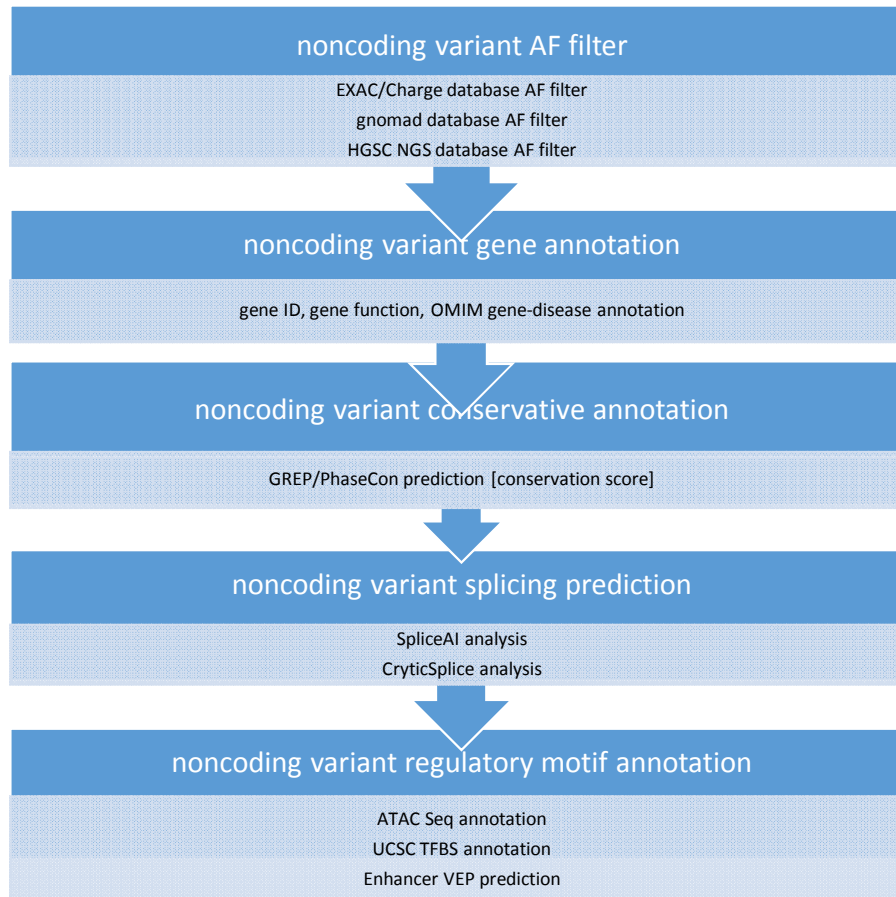 noncoding variant AF filter
EXAC/Charge database AF filter
gnomad database AF filter
HGSC NGS database AF filter
noncoding variant gene annotation
gene ID, gene function, OMIM gene-disease annotation
noncoding variant conservative annotation
GREP/PhaseCon prediction [conservation score]
noncoding variant splicing prediction
SpliceAI analysis
CryticSplice analysis
noncoding variant regulatory motif annotation
ATAC Seq annotation
UCSC TFBS annotation
Enhancer VEP prediction